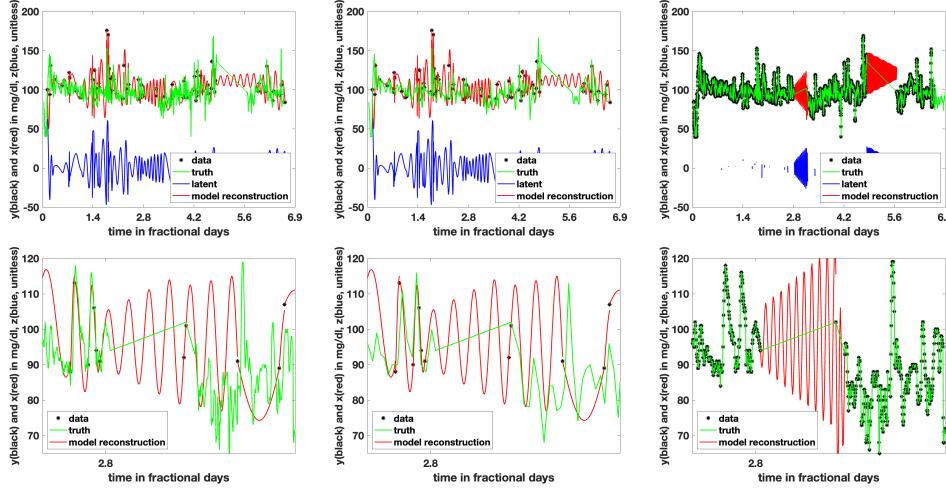 y(black) and x(red) in mg/dl, z(blue, unitless)
200
150
100
50
0
-50
0
1.4
2.8
4.2
5.6
6.9
time in fractional days
data
truth
latent
model reconstruction
y(black) and x(red) in mg/dl, z(blue, unitless)
200
150
100
50
0
-50
0
1.4
2.8
4.2
5.6
6.9
time in fractional days
data
truth
latent
model reconstruction
y(black) and x(red) in mg/dl, z(blue, unitless)
200
150
100
50
0
-50
0
1.4
2.8
4.2
5.6
time in fractional days
data
truth
latent
model reconstruction
y(black) and x(red) in mg/dl, z(blue, unitless)
120
110
100
90
80
70
2.8
time in fractional days
data
truth
model reconstruction
y(black) and x(red) in mg/dl, z(blue, unitless)
120
110
100
90
80
70
2.8
time in fractional days
data
truth
model reconstruction
y(black) and x(red) in mg/dl, z(blue, unitless)
120
110
100
90
80
70
2.8
time in fractional days
data
truth
model reconstruction